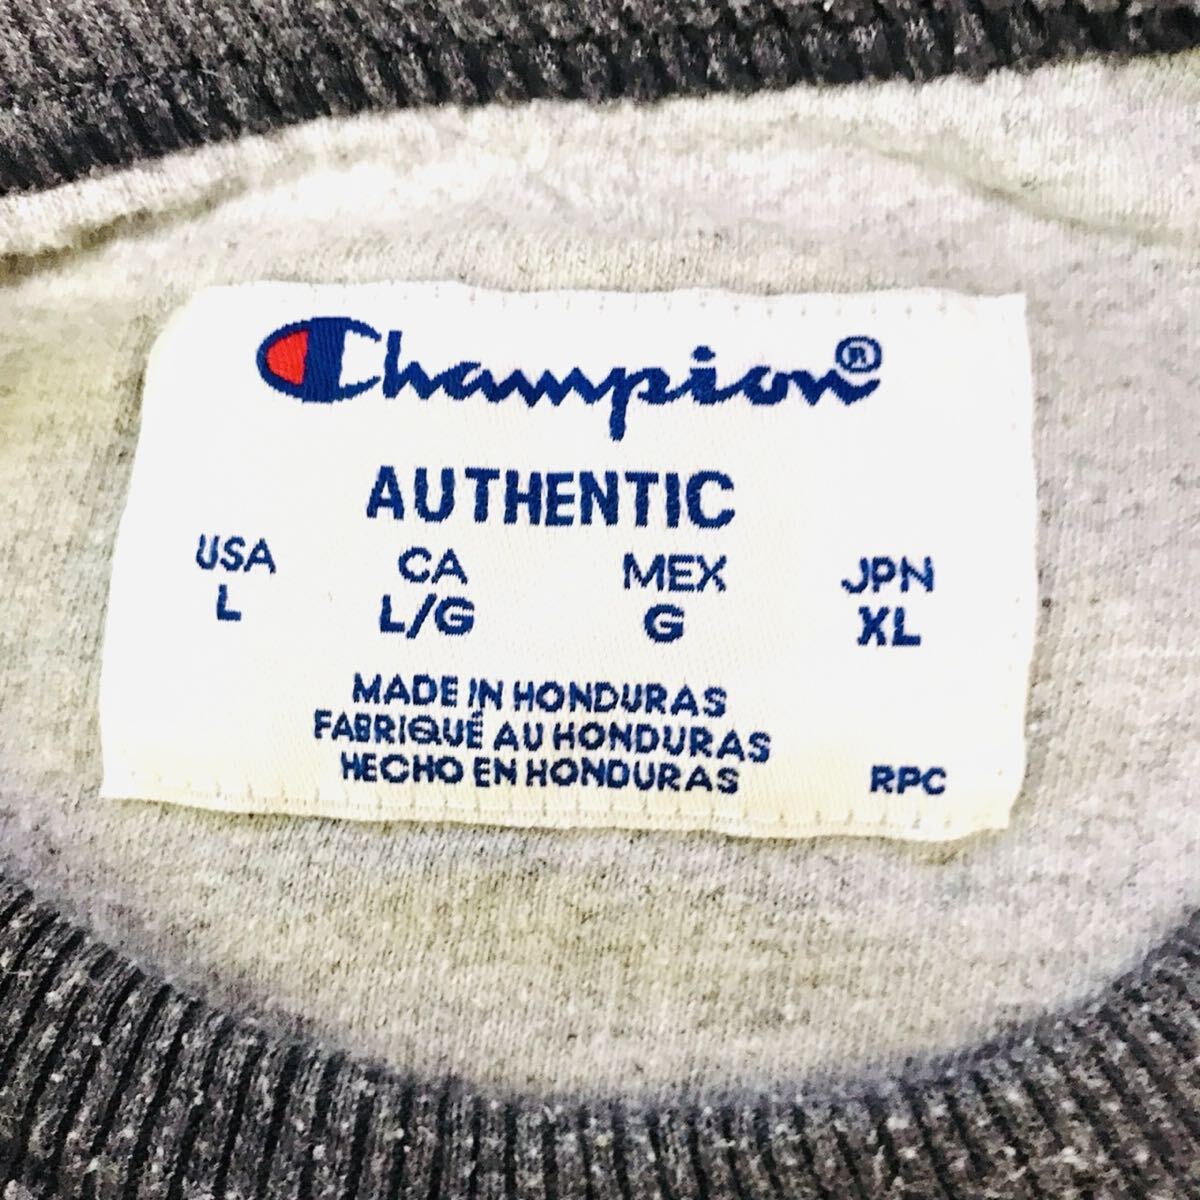 Champion®
AUTHENTIC
USA CA MEX JPN
L L/G G XL
MADE IN HONDURAS
FABRIQUÉ AU HONDURAS
HECHO EN HONDURAS RPC